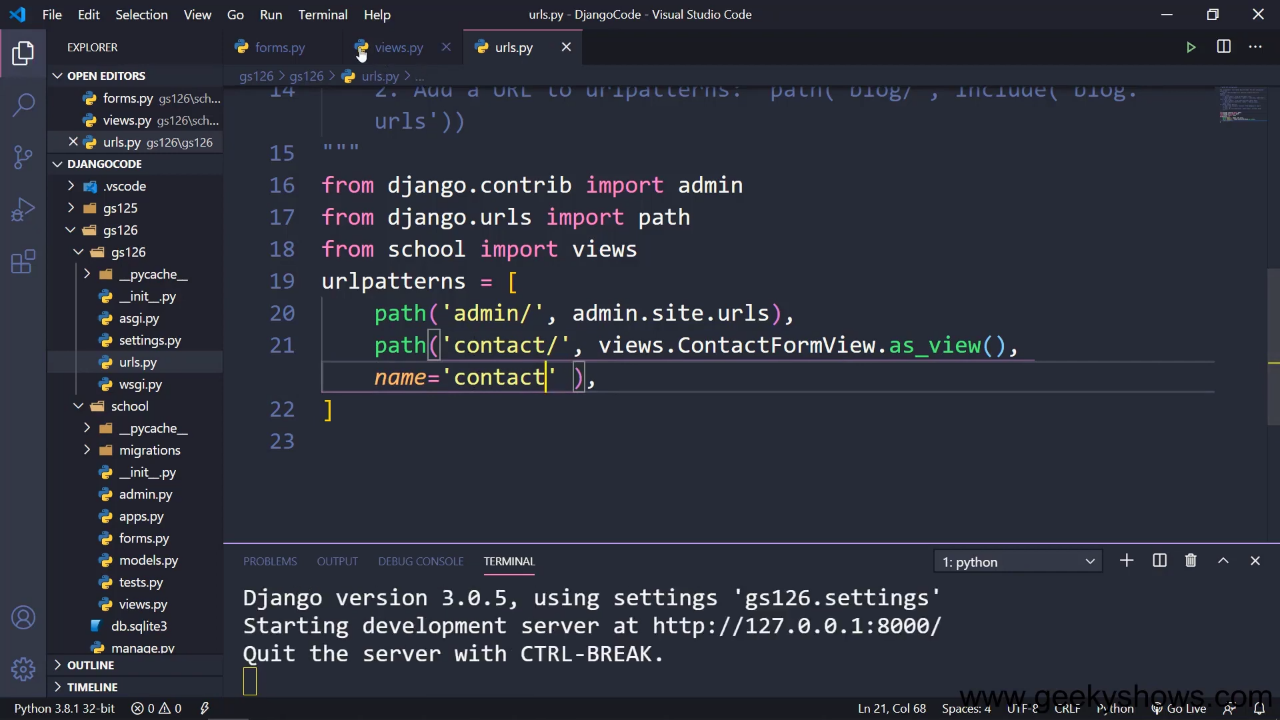 File Edit Selection View Go Run Terminal Help urls.py - DjangoCode - Visual Studio Code
EXPLORER
OPEN EDITORS
forms.py gs126\sch...
views.py gs126\sch...
urls.py gs126\gs126
DJANGOCODE
.vscode
gs125
gs126
gs126
__pycache__
__init__.py
asgi.py
settings.py
urls.py
wsgi.py
school
__pycache__
migrations
__init__.py
admin.py
apps.py
forms.py
models.py
tests.py
views.py
db.sqlite3
manage.py
OUTLINE
TIMELINE
forms.py views.py urls.py
gs126 > gs126 > urls.py > ...
14 2. Add a URL to urlpatterns: path('blog/', include('blog.
urls'))
15 """
16 from django.contrib import admin
17 from django.urls import path
18 from school import views
19 urlpatterns = [
20 path('admin/', admin.site.urls),
21 path('contact/', views.ContactFormView.as_view(),
name='contact' ),
22 ]
23
PROBLEMS OUTPUT DEBUG CONSOLE TERMINAL 1: python
Django version 3.0.5, using settings 'gs126.settings'
Starting development server at http://127.0.0.1:8000/
Quit the server with CTRL-BREAK.
www.geekyshows.com
Python 3.8.1 32-bit 0 0 Ln 21, Col 68 Spaces: 4 UTF-8 CRLF Python Go Live